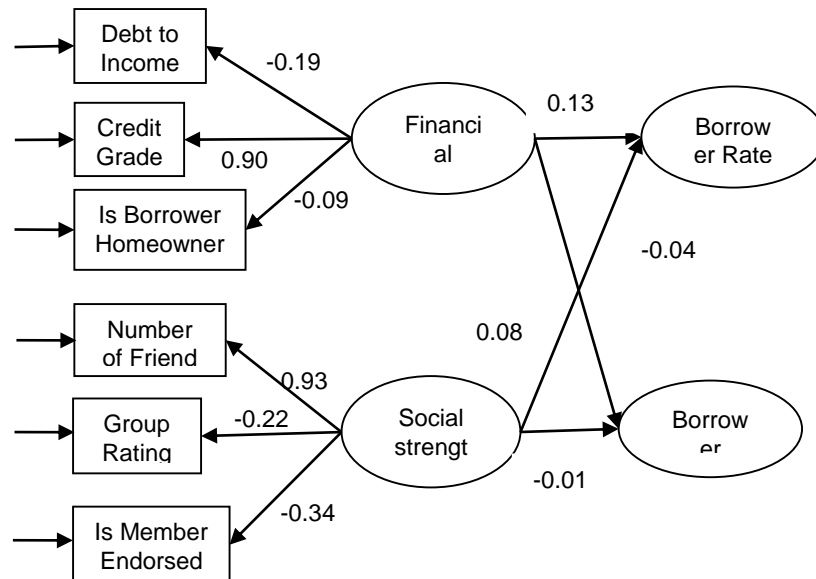 Debt to
Income
-0.19
Credit
Grade
0.90
Is Borrower
Homeowner
-0.09
Financi
al
0.13
Borrow
er Rate
-0.04
Number
of Friend
0.93
0.08
Group
Rating
-0.22
Social
strengt
Borrow
er
-0.01
Is Member
Endorsed
-0.34